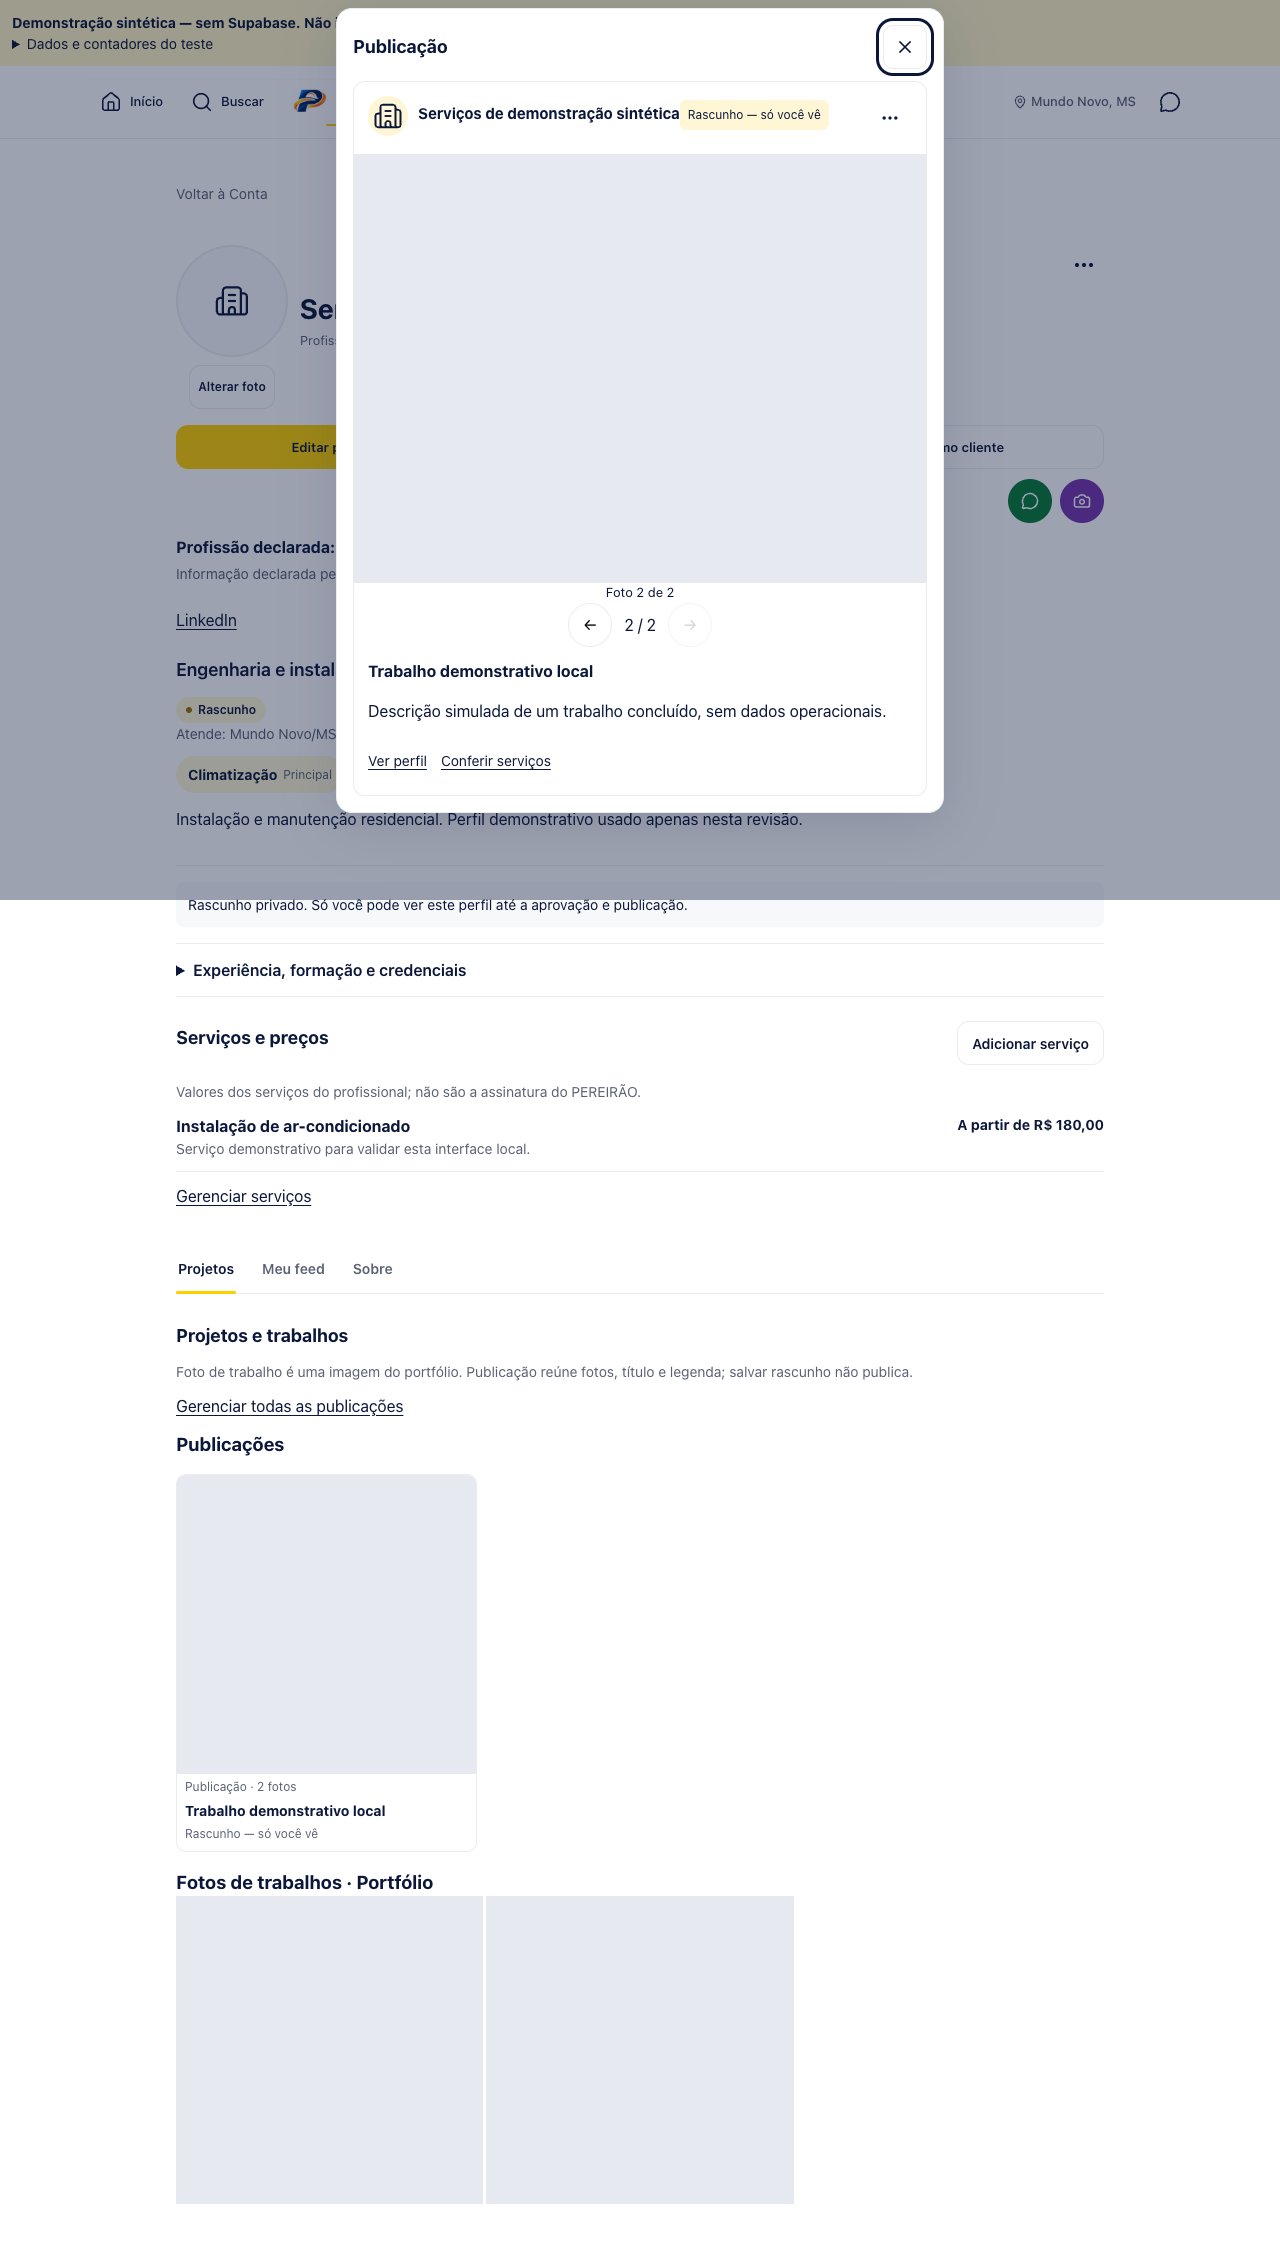 Demonstração sintética — sem Supabase. Não
Dados e contadores do teste
Início
Buscar
Mundo Novo, MS
Publicação
Serviços de demonstração sintética
Rascunho — só você vê
Foto 2 de 2
2 / 2
Trabalho demonstrativo local
Descrição simulada de um trabalho concluído, sem dados operacionais.
Ver perfil
Conferir serviços
Voltar à Conta
Alterar foto
Editar
cliente
Profissão declarada:
Informação declarada
LinkedIn
Engenharia e
Rascunho
Atende: Mundo Novo/MS
Climatização Principal
Instalação e manutenção residencial. Perfil demonstrativo usado apenas nesta revisão.
Rascunho privado. Só você pode ver este perfil até a aprovação e publicação.
Experiência, formação e credenciais
Serviços e preços
Adicionar serviço
Valores dos serviços do profissional; não são a assinatura do PEREIRÃO.
Instalação de ar-condicionado
A partir de R$ 180,00
Serviço demonstrativo para validar esta interface local.
Gerenciar serviços
Projetos
Meu feed
Sobre
Projetos e trabalhos
Foto de trabalho é uma imagem do portfólio. Publicação reúne fotos, título e legenda; salvar rascunho não publica.
Gerenciar todas as publicações
Publicações
Publicação · 2 fotos
Trabalho demonstrativo local
Rascunho — só você vê
Fotos de trabalhos · Portfólio